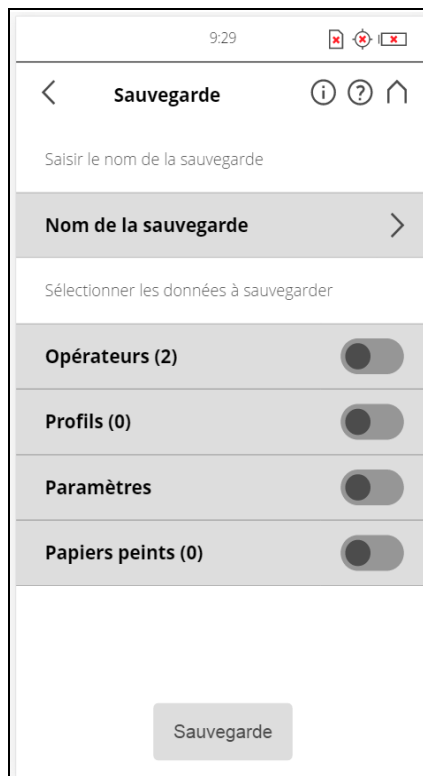 9:29
Sauvegarde
Saisir le nom de la sauvegarde
Nom de la sauvegarde
Sélectionner les données à sauvegarder
Opérateurs (2)
Profils (0)
Paramètres
Papiers peints (0)
Sauvegarde